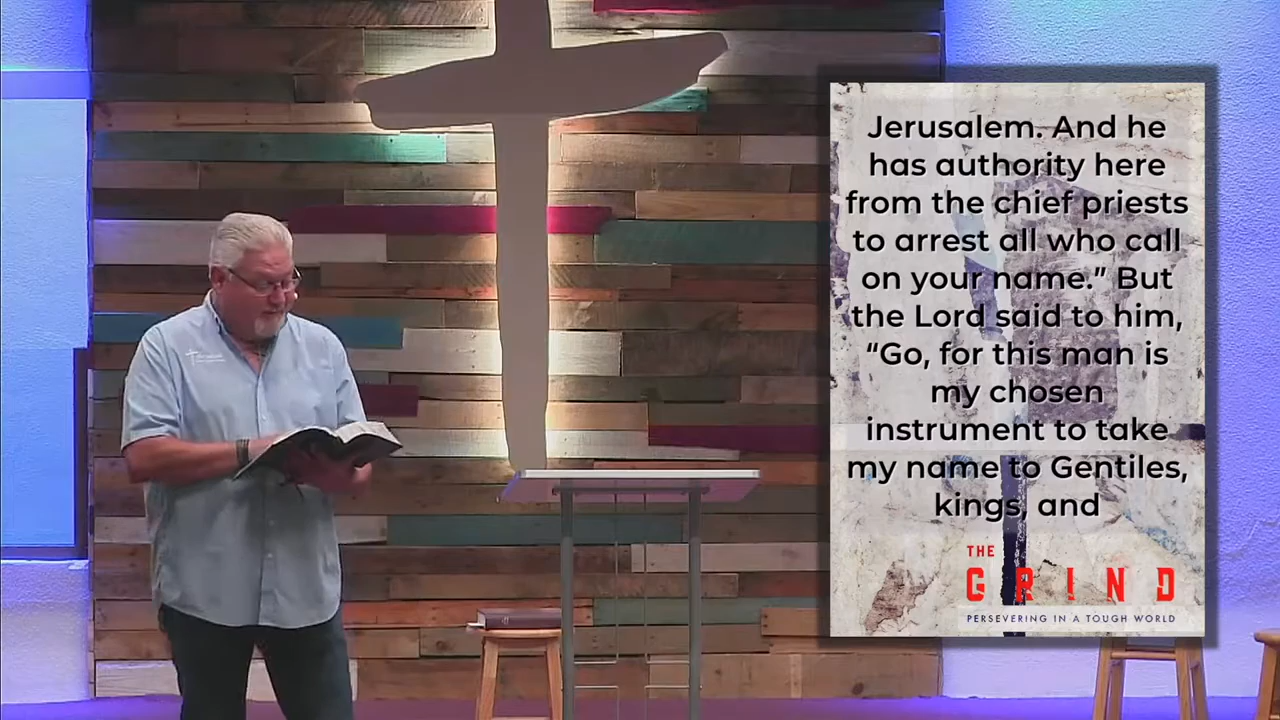 Jerusalem. And he
has authority here
from the chief priests
to arrest all who call
on your name.” But
the Lord said to him,
“Go, for this man is
my chosen
instrument to take
my name to Gentiles,
kings, and
THE
GRIND
PERSEVERING IN A TOUGH WORLD